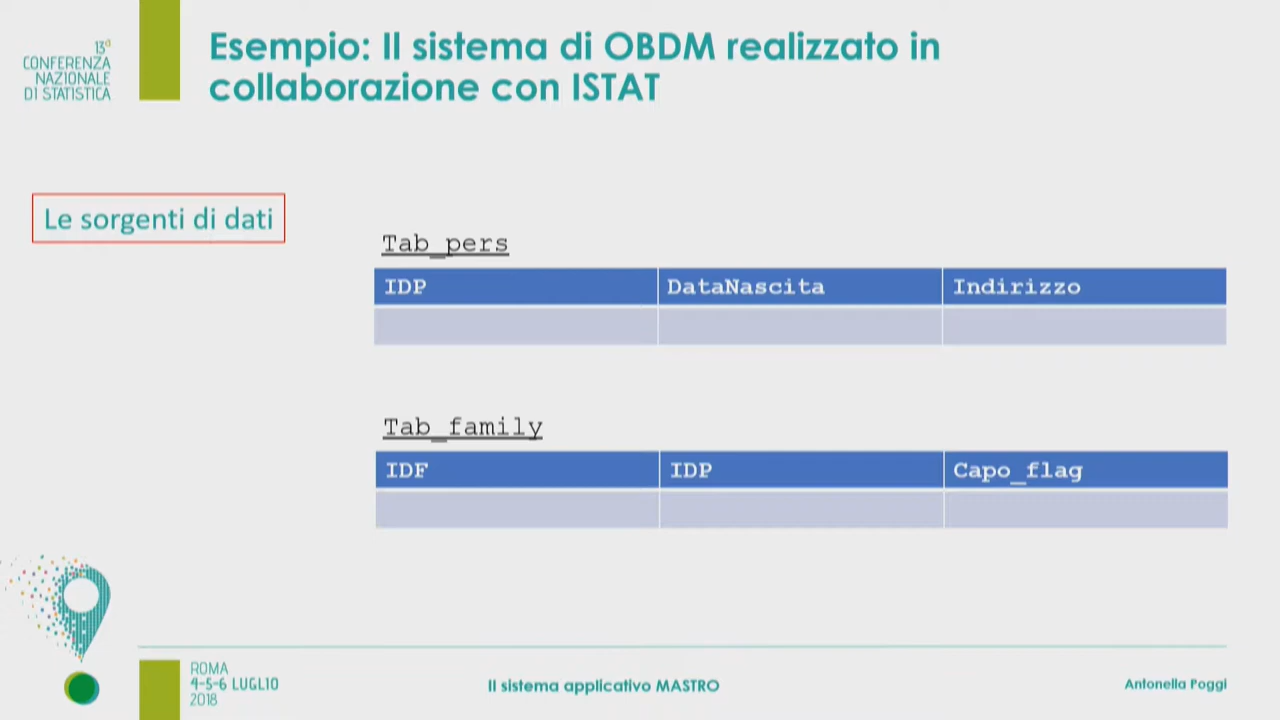 13a
CONFERENZA
NAZIONALE
DI STATISTICA
Esempio: Il sistema di OBDM realizzato in
collaborazione con ISTAT
Le sorgenti di dati
Tab_pers
IDP DataNascita Indirizzo
Tab_family
IDF IDP Capo_flag
ROMA
4-5-6 LUGLIO
2018
Il sistema applicativo MASTRO
Antonella Poggi